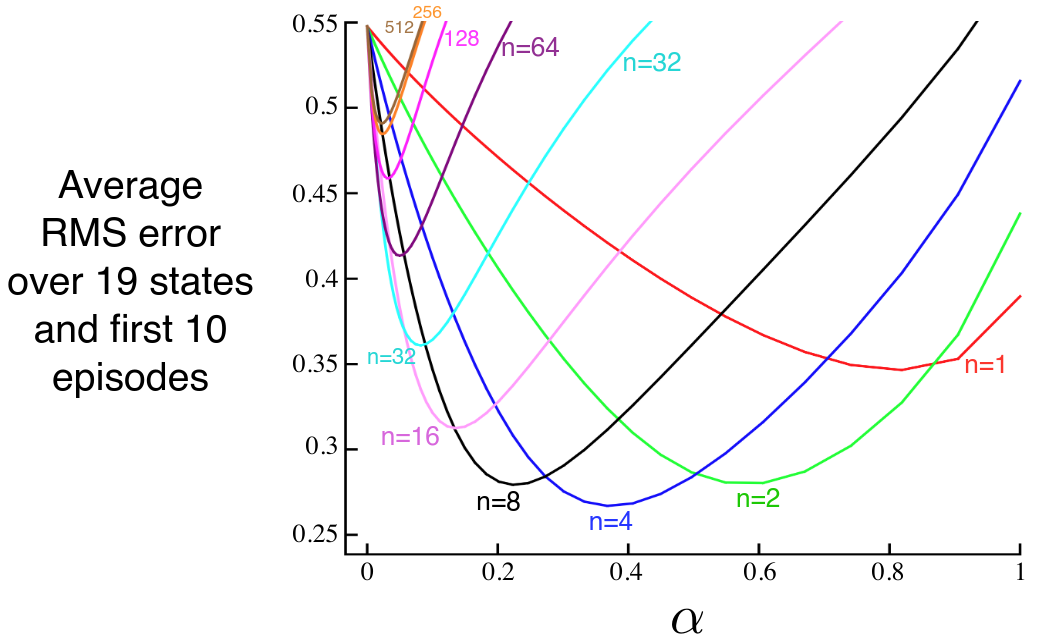 Average
RMS error
over 19 states
and first 10
episodes
0.55
0.5
0.45
0.4
0.35
0.3
0.25
256
512
128
n=64
n=32
n=32
n=16
n=8
n=4
n=2
n=1
0 0.2 0.4 0.6 0.8 1
α